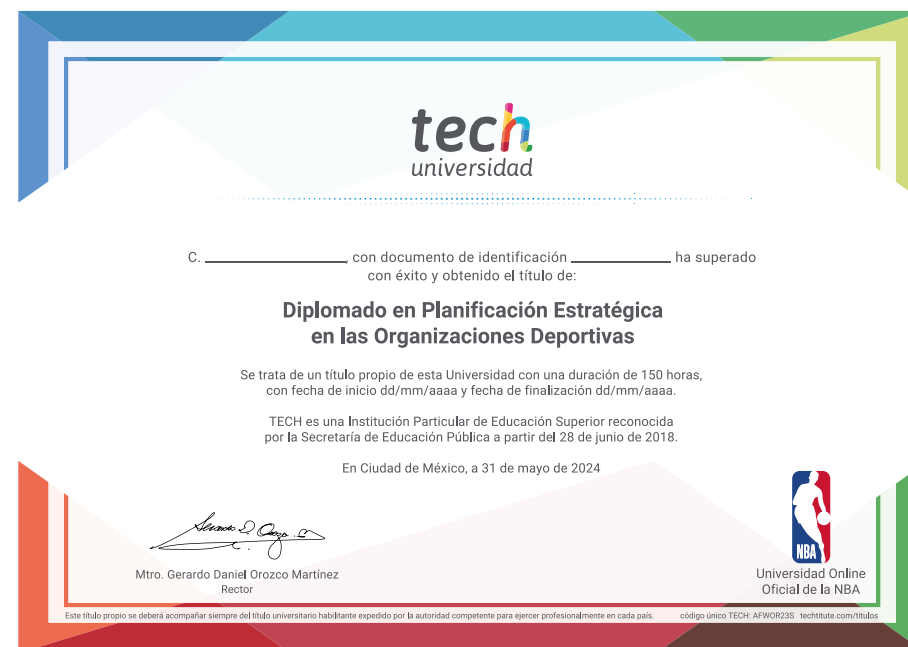 tech
universidad
C. , con documento de identificación ha superado
con éxito y obtenido el título de:
Diplomado en Planificación Estratégica
en las Organizaciones Deportivas
Se trata de un título propio de esta Universidad con una duración de 150 horas,
con fecha de inicio dd/mm/aaaa y fecha de finalización dd/mm/aaaa.
TECH es una Institución Particular de Educación Superior reconocida
por la Secretaría de Educación Pública a partir del 28 de junio de 2018.
En Ciudad de México, a 31 de mayo de 2024
Mtro. Gerardo Daniel Orozco Martínez
Rector
NBA
Universidad Online
Oficial de la NBA
Este título propio se deberá acompañar siempre del título universitario habilitante expedido por la autoridad competente para ejercer profesionalmente en cada país. código único TECH: AFWOR23S techtitute.com/titulos